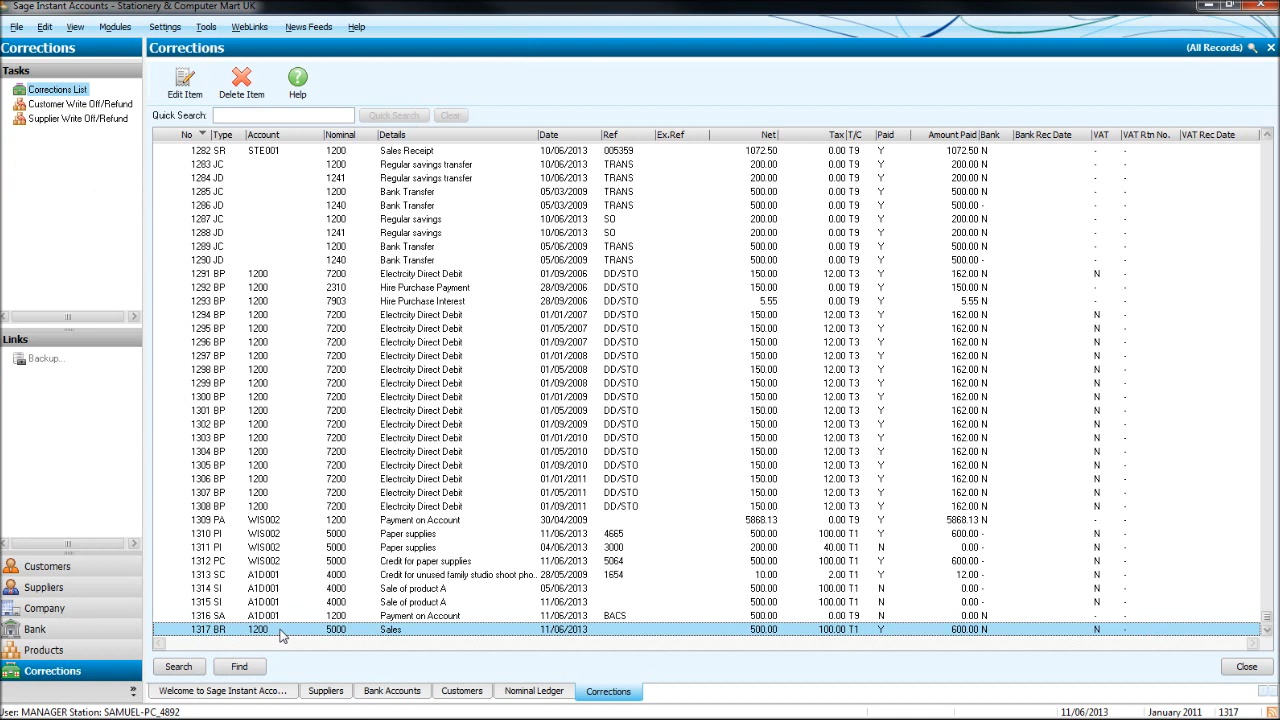 Sage Instant Accounts - Stationery & Computer Mart UK
File Edit View Modules Settings Tools WebLinks News Feeds Help
Corrections
Corrections
(All Records)
Tasks
Corrections List
Customer Write Off/Refund
Supplier Write Off/Refund
Edit Item Delete Item Help
Quick Search: Quick Search Clear
No Type Account Nominal Details Date Ref Ex.Ref Net Tax T/C Paid Amount Paid Bank Bank Rec Date VAT VAT Rtn No. VAT Rec Date
1282 SR STE001 1200 Sales Receipt 10/06/2013 005359 1072.50 0.00 T9 Y 1072.50 N - -
1283 JC 1200 Regular savings transfer 10/06/2013 TRANS 200.00 0.00 T9 Y 200.00 N - -
1284 JD 1241 Regular savings transfer 10/06/2013 TRANS 200.00 0.00 T9 Y 200.00 N - -
1285 JC 1200 Bank Transfer 05/03/2009 TRANS 500.00 0.00 T9 Y 500.00 N - -
1286 JD 1240 Bank Transfer 05/03/2009 TRANS 500.00 0.00 T9 Y 500.00 - - -
1287 JC 1200 Regular savings 10/06/2013 SO 200.00 0.00 T9 Y 200.00 N - -
1288 JD 1241 Regular savings 10/06/2013 SO 200.00 0.00 T9 Y 200.00 N - -
1289 JC 1200 Bank Transfer 05/06/2009 TRANS 500.00 0.00 T9 Y 500.00 N - -
1290 JD 1240 Bank Transfer 05/06/2009 TRANS 500.00 0.00 T9 Y 500.00 - - -
1291 BP 1200 7200 Electrcity Direct Debit 01/09/2006 DD/STO 150.00 12.00 T3 Y 162.00 N N -
1292 BP 1200 2310 Hire Purchase Payment 28/09/2006 DD/STO 150.00 0.00 T9 Y 150.00 N - -
1293 BP 1200 7903 Hire Purchase Interest 28/09/2006 DD/STO 5.55 0.00 T9 Y 5.55 N - -
1294 BP 1200 7200 Electrcity Direct Debit 01/01/2007 DD/STO 150.00 12.00 T3 Y 162.00 N N -
1295 BP 1200 7200 Electrcity Direct Debit 01/05/2007 DD/STO 150.00 12.00 T3 Y 162.00 N N -
1296 BP 1200 7200 Electrcity Direct Debit 01/09/2007 DD/STO 150.00 12.00 T3 Y 162.00 N N -
1297 BP 1200 7200 Electrcity Direct Debit 01/01/2008 DD/STO 150.00 12.00 T3 Y 162.00 N N -
1298 BP 1200 7200 Electrcity Direct Debit 01/05/2008 DD/STO 150.00 12.00 T3 Y 162.00 N N -
1299 BP 1200 7200 Electrcity Direct Debit 01/09/2008 DD/STO 150.00 12.00 T3 Y 162.00 N N -
1300 BP 1200 7200 Electrcity Direct Debit 01/01/2009 DD/STO 150.00 12.00 T3 Y 162.00 N N -
1301 BP 1200 7200 Electrcity Direct Debit 01/05/2009 DD/STO 150.00 12.00 T3 Y 162.00 N N -
1302 BP 1200 7200 Electrcity Direct Debit 01/09/2009 DD/STO 150.00 12.00 T3 Y 162.00 N N -
1303 BP 1200 7200 Electrcity Direct Debit 01/01/2010 DD/STO 150.00 12.00 T3 Y 162.00 N N -
1304 BP 1200 7200 Electrcity Direct Debit 01/05/2010 DD/STO 150.00 12.00 T3 Y 162.00 N N -
1305 BP 1200 7200 Electrcity Direct Debit 01/09/2010 DD/STO 150.00 12.00 T3 Y 162.00 N N -
1306 BP 1200 7200 Electrcity Direct Debit 01/01/2011 DD/STO 150.00 12.00 T3 Y 162.00 N N -
1307 BP 1200 7200 Electrcity Direct Debit 01/05/2011 DD/STO 150.00 12.00 T3 Y 162.00 N N -
1308 BP 1200 7200 Electrcity Direct Debit 01/09/2011 DD/STO 150.00 12.00 T3 Y 162.00 N N -
1309 PA WIS002 1200 Payment on Account 30/04/2009 5868.13 0.00 T9 Y 5868.13 N - -
1310 PI WIS002 5000 Paper supplies 11/06/2013 4665 500.00 100.00 T1 Y 600.00 - N -
1311 PI WIS002 5000 Paper supplies 04/06/2013 3000 200.00 40.00 T1 N 0.00 - N -
1312 PC WIS002 5000 Credit for paper supplies 11/06/2013 5064 500.00 100.00 T1 Y 600.00 - N -
1313 SC A1D001 4000 Credit for unused family studio shoot pho.. 28/05/2009 1654 10.00 2.00 T1 Y 12.00 - N -
1314 SI A1D001 4000 Sale of product A 05/06/2013 500.00 100.00 T1 N 0.00 - N -
1315 SI A1D001 4000 Sale of product A 11/06/2013 500.00 100.00 T1 N 0.00 - N -
1316 SA A1D001 1200 Payment on Account 11/06/2013 BACS 500.00 0.00 T9 N 0.00 N - -
1317 BR 1200 5000 Sales 11/06/2013 500.00 100.00 T1 Y 600.00 N N -
Links
Backup...
Customers
Suppliers
Company
Bank
Products
Corrections
Search Find Close
Welcome to Sage Instant Acco... Suppliers Bank Accounts Customers Nominal Ledger Corrections
User: MANAGER Station: SAMUEL-PC_4892 11/06/2013 January 2011 1317